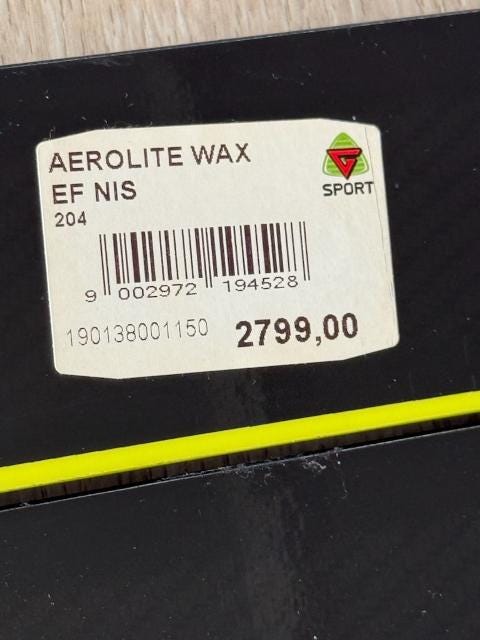 AEROLITE WAX
EF NIS
204
SPORT
9 002972 194528
190138001150 2799,00